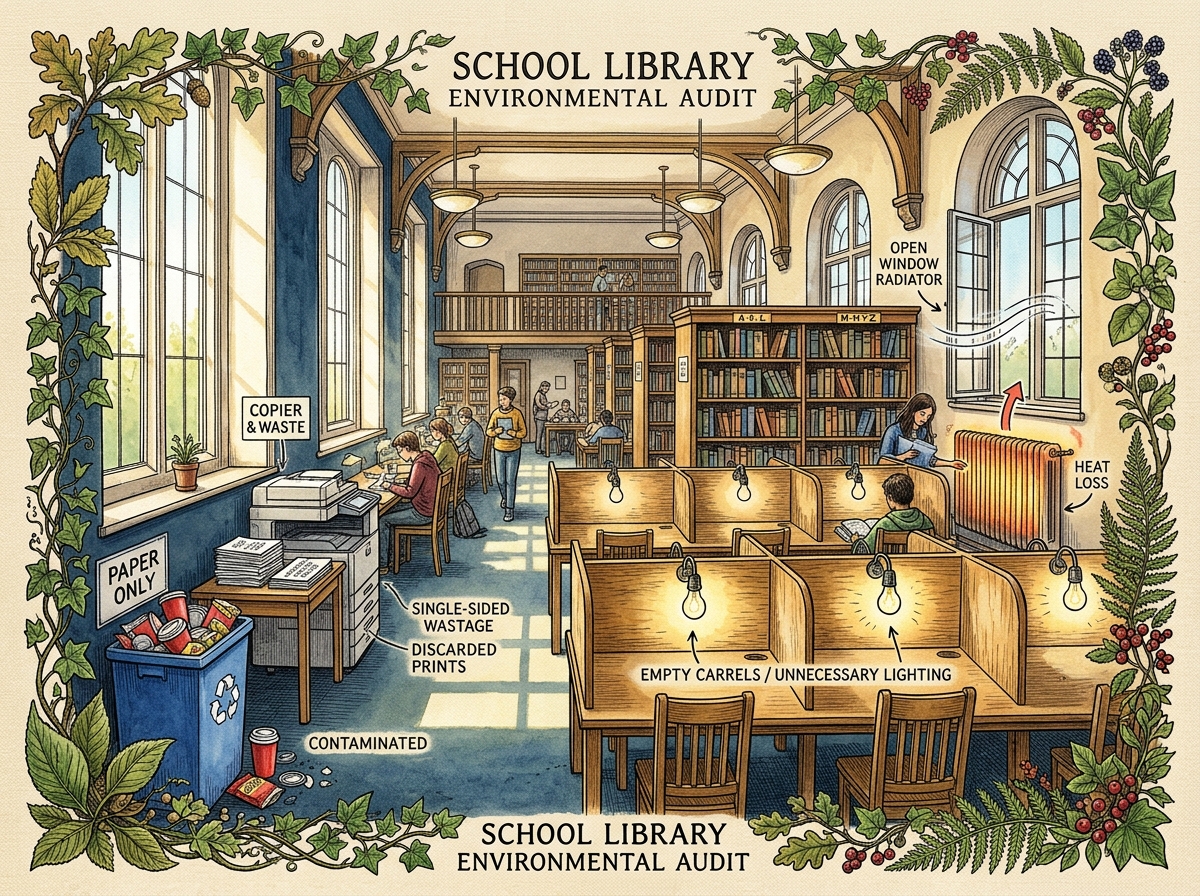 SCHOOL LIBRARY
ENVIRONMENTAL AUDIT
OPEN
WINDOW
RADIATOR
A-G.L
M-HYZ
COPIER
& WASTE
HEAT
LOSS
PAPER
ONLY
SINGLE-SIDED
WASTAGE
DISCARDED
PRINTS
EMPTY CARRELS / UNNECESSARY LIGHTING
CONTAMINATED
SCHOOL LIBRARY
ENVIRONMENTAL AUDIT